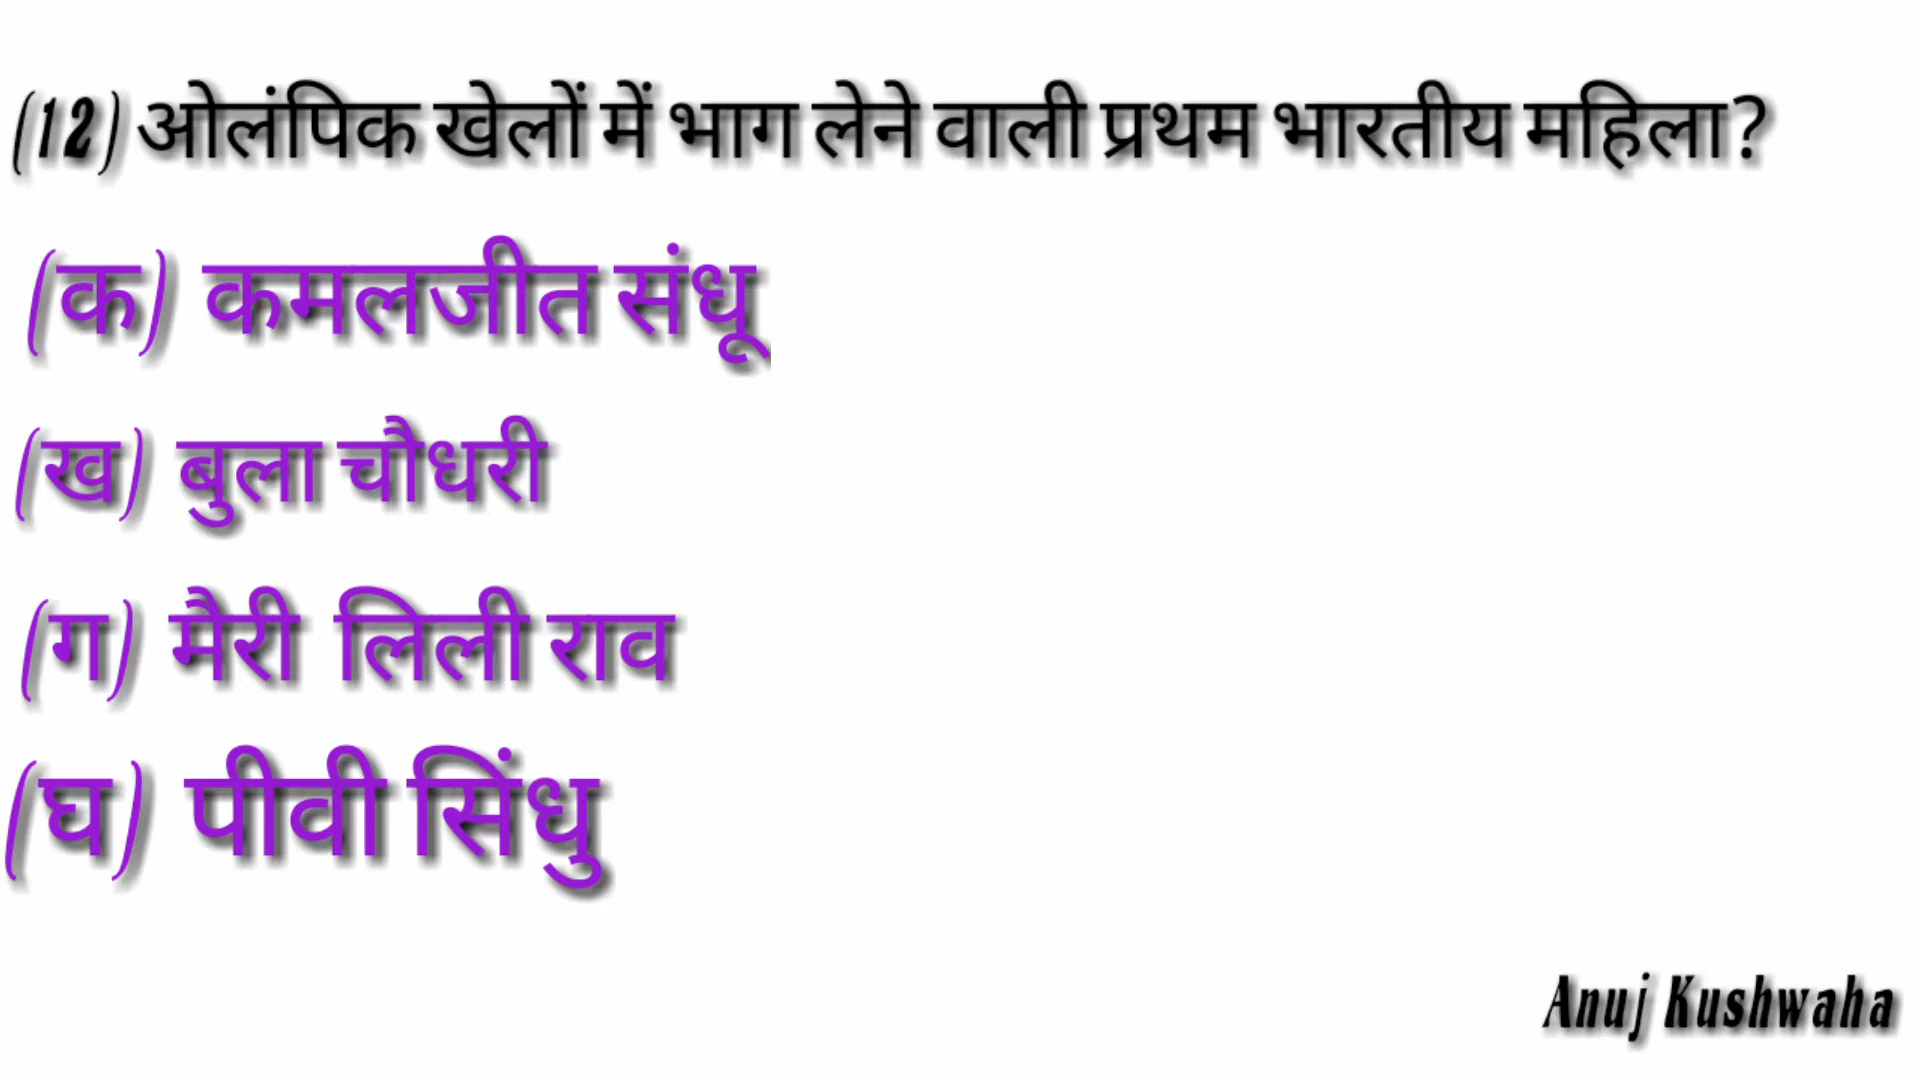 (12) ओलंपिक खेलों में भाग लेने वाली प्रथम भारतीय महिला?
(क) कमलजीत संधू
(ख) बुला चौधरी
(ग) मैरी लिली राव
(घ) पीवी सिंधु
Anuj Kushwaha